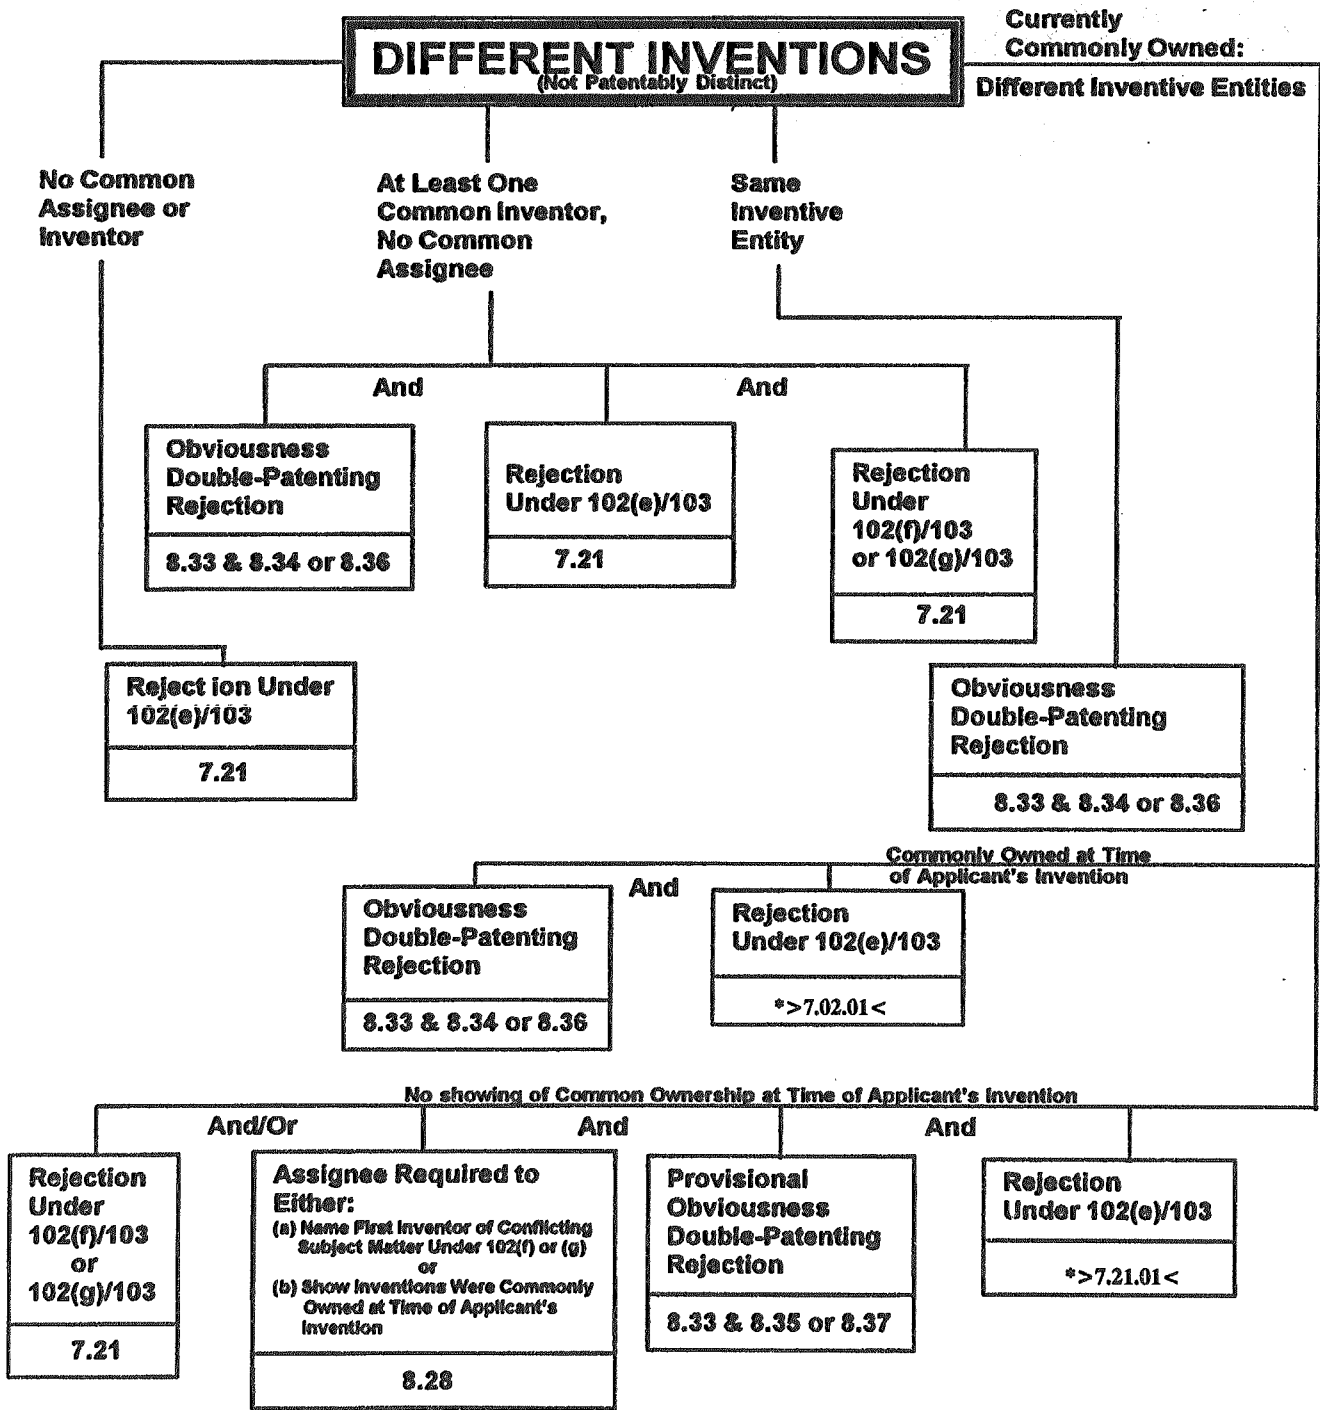 DIFFERENT INVENTIONS
(Not Patentably Distinct)
Currently
Commonly Owned:
Different Inventive Entities
No Common
Assignee or
Inventor
At Least One
Common Inventor,
No Common
Assignee
Same
Inventive
Entity
And
And
Obviousness
Double-Patenting
Rejection
8.33 & 8.34 or 8.36
Rejection
Under 102(e)/103
7.21
Rejection
Under
102(f)/103
or 102(g)/103
7.21
Reject ion Under
102(e)/103
7.21
Obviousness
Double-Patenting
Rejection
8.33 & 8.34 or 8.36
Commonly Owned at Time
of Applicant's Invention
And
Obviousness
Double-Patenting
Rejection
8.33 & 8.34 or 8.36
Rejection
Under 102(e)/103
*>7.02.01<
No showing of Common Ownership at Time of Applicant's Invention
And/Or
And
And
Rejection
Under
102(f)/103
or
102(g)/103
7.21
Assignee Required to
Either:
(a) Name First Inventor of Conflicting
Subject Matter Under 102(f) or (g)
or
(b) Show Inventions Were Commonly
Owned at Time of Applicant's
Invention
8.28
Provisional
Obviousness
Double-Patenting
Rejection
8.33 & 8.35 or 8.37
Rejection
Under 102(e)/103
*>7.21.01<